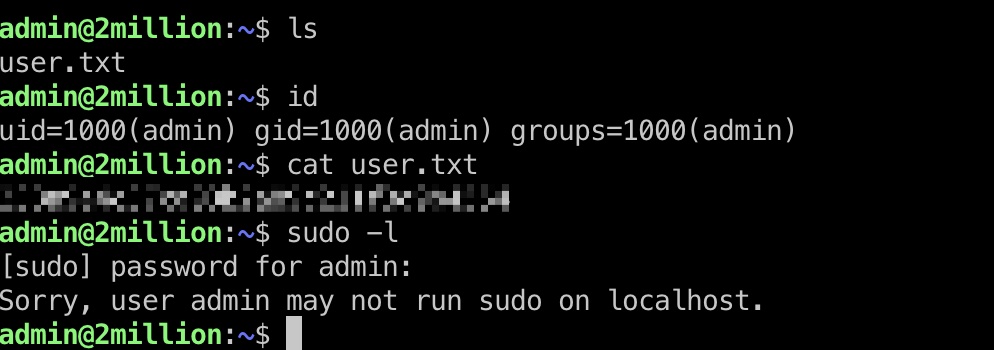 admin@2million:~$ ls
user.txt
admin@2million:~$ id
uid=1000(admin) gid=1000(admin) groups=1000(admin)
admin@2million:~$ cat user.txt
admin@2million:~$ sudo -l
[sudo] password for admin:
Sorry, user admin may not run sudo on localhost.
admin@2million:~$